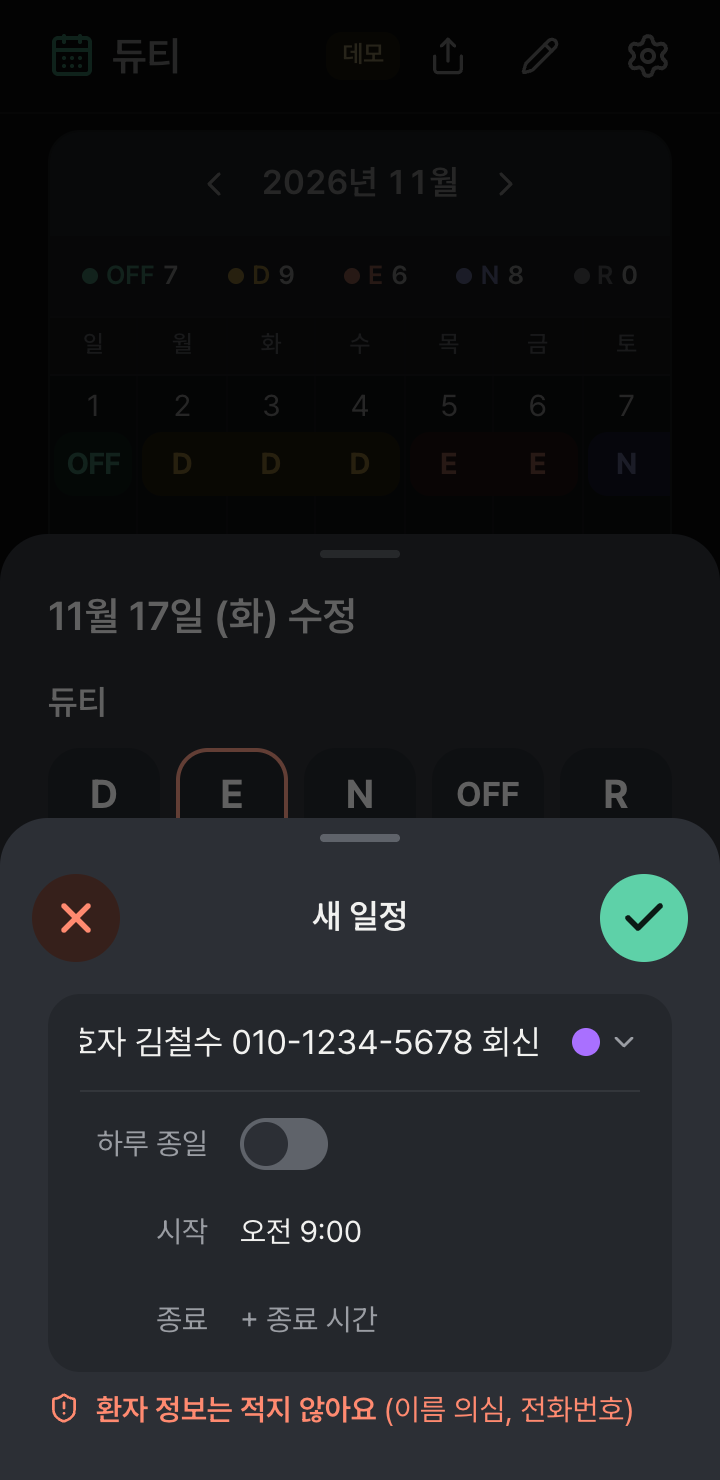 듀티 데모
2026년 11월
OFF 7 D 9 E 6 N 8 R 0
일 월 화 수 목 금 토
1 2 3 4 5 6 7
OFF D D D E E N
11월 17일 (화) 수정
듀티
D E N OFF R
새 일정
자 김철수 010-1234-5678 회신
하루 종일
시작 오전 9:00
종료 + 종료 시간
환자 정보는 적지 않아요 (이름 의심, 전화번호)